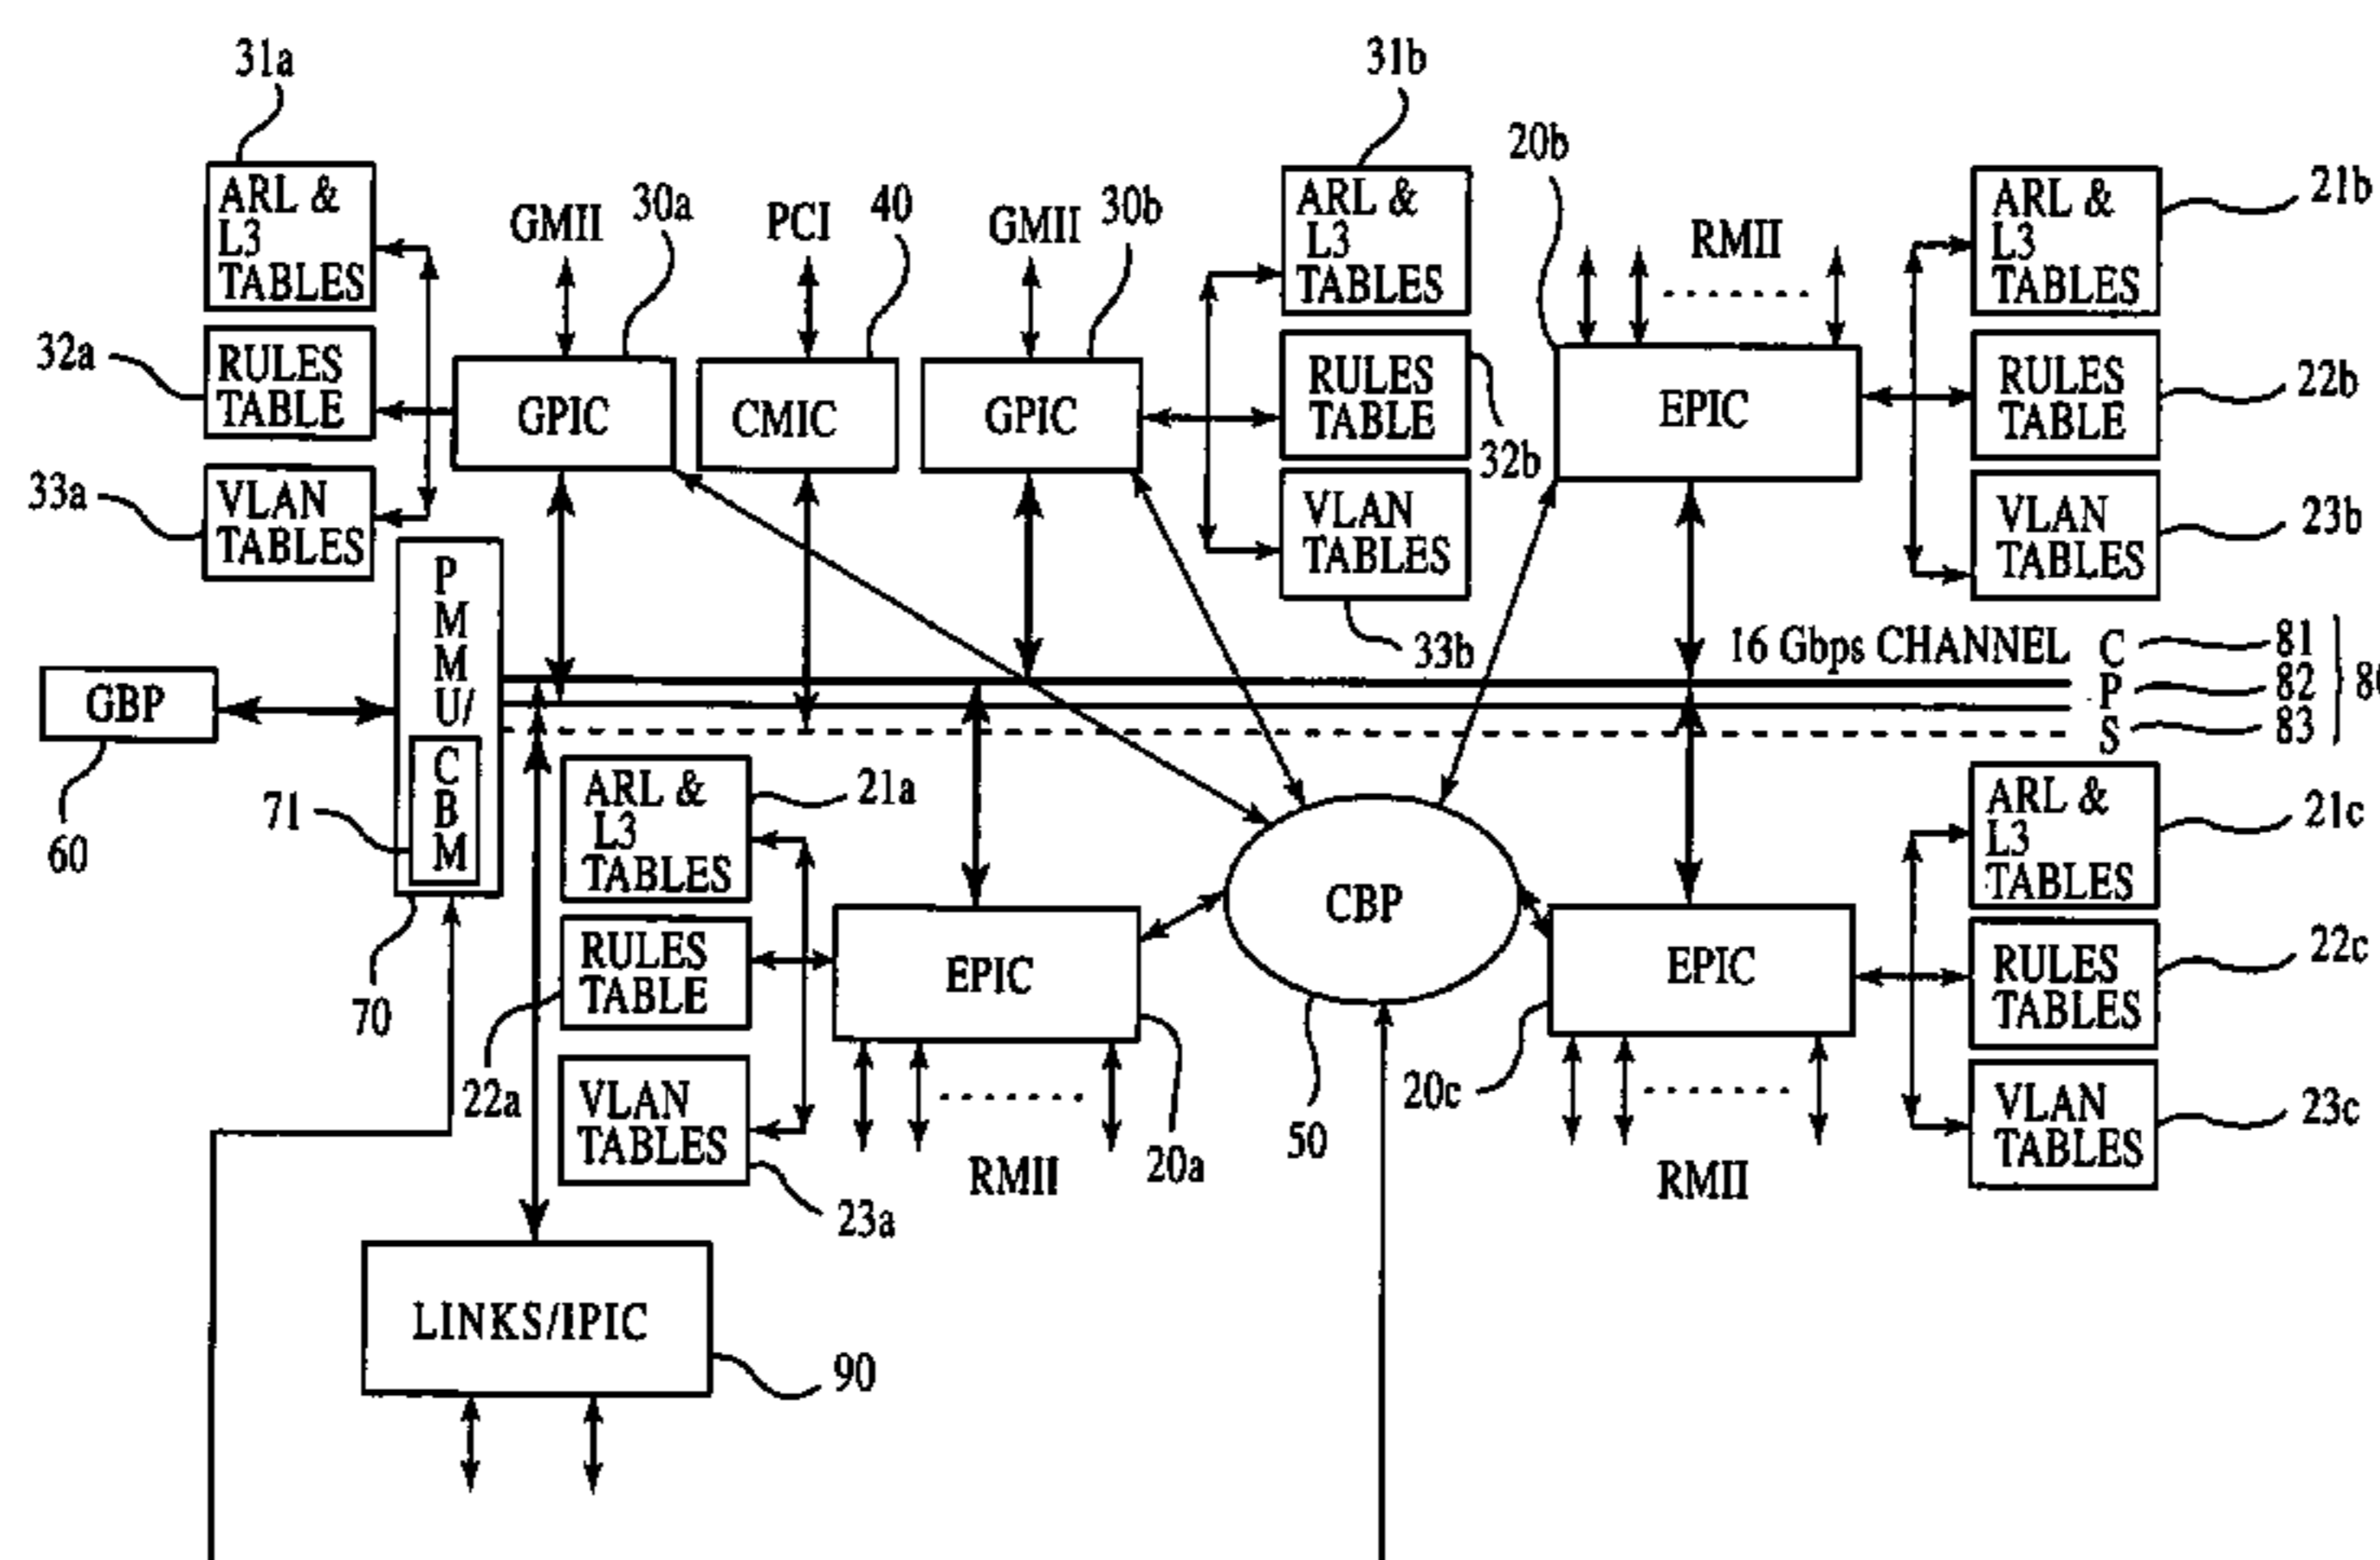 31a
31b
20b
ARL &
L3
TABLES
GMII
30a
PCI
40
GMII
30b
ARL &
L3
TABLES
RMII
ARL &
L3
TABLES
21b
32a
RULES
TABLE
GPIC
CMIC
GPIC
RULES
TABLE
32b
EPIC
RULES
TABLE
22b
33a
VLAN
TABLES
VLAN
TABLES
33b
VLAN
TABLES
23b
P
M
M
U/
C
B
M
16 Gbps CHANNEL
C
81
P
82
S
83
GBP
60
71
70
ARL &
L3
TABLES
21a
RULES
TABLE
22a
VLAN
TABLES
23a
EPIC
20a
RMII
CBP
50
EPIC
20c
RMII
ARL &
L3
TABLES
21c
RULES
TABLES
22c
VLAN
TABLES
23c
LINKS/IPIC
90